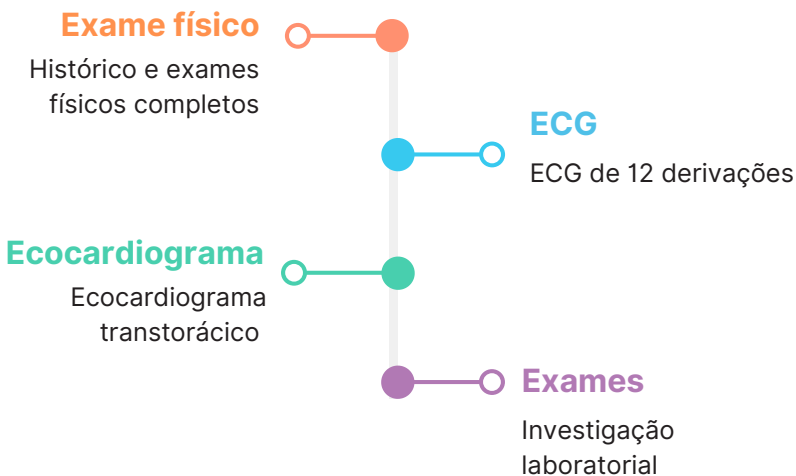 Exame físico
Histórico e exames
físicos completos
ECG
ECG de 12 derivações
Ecocardiograma
Ecocardiograma
transtorácico
Exames
Investigação
laboratorial